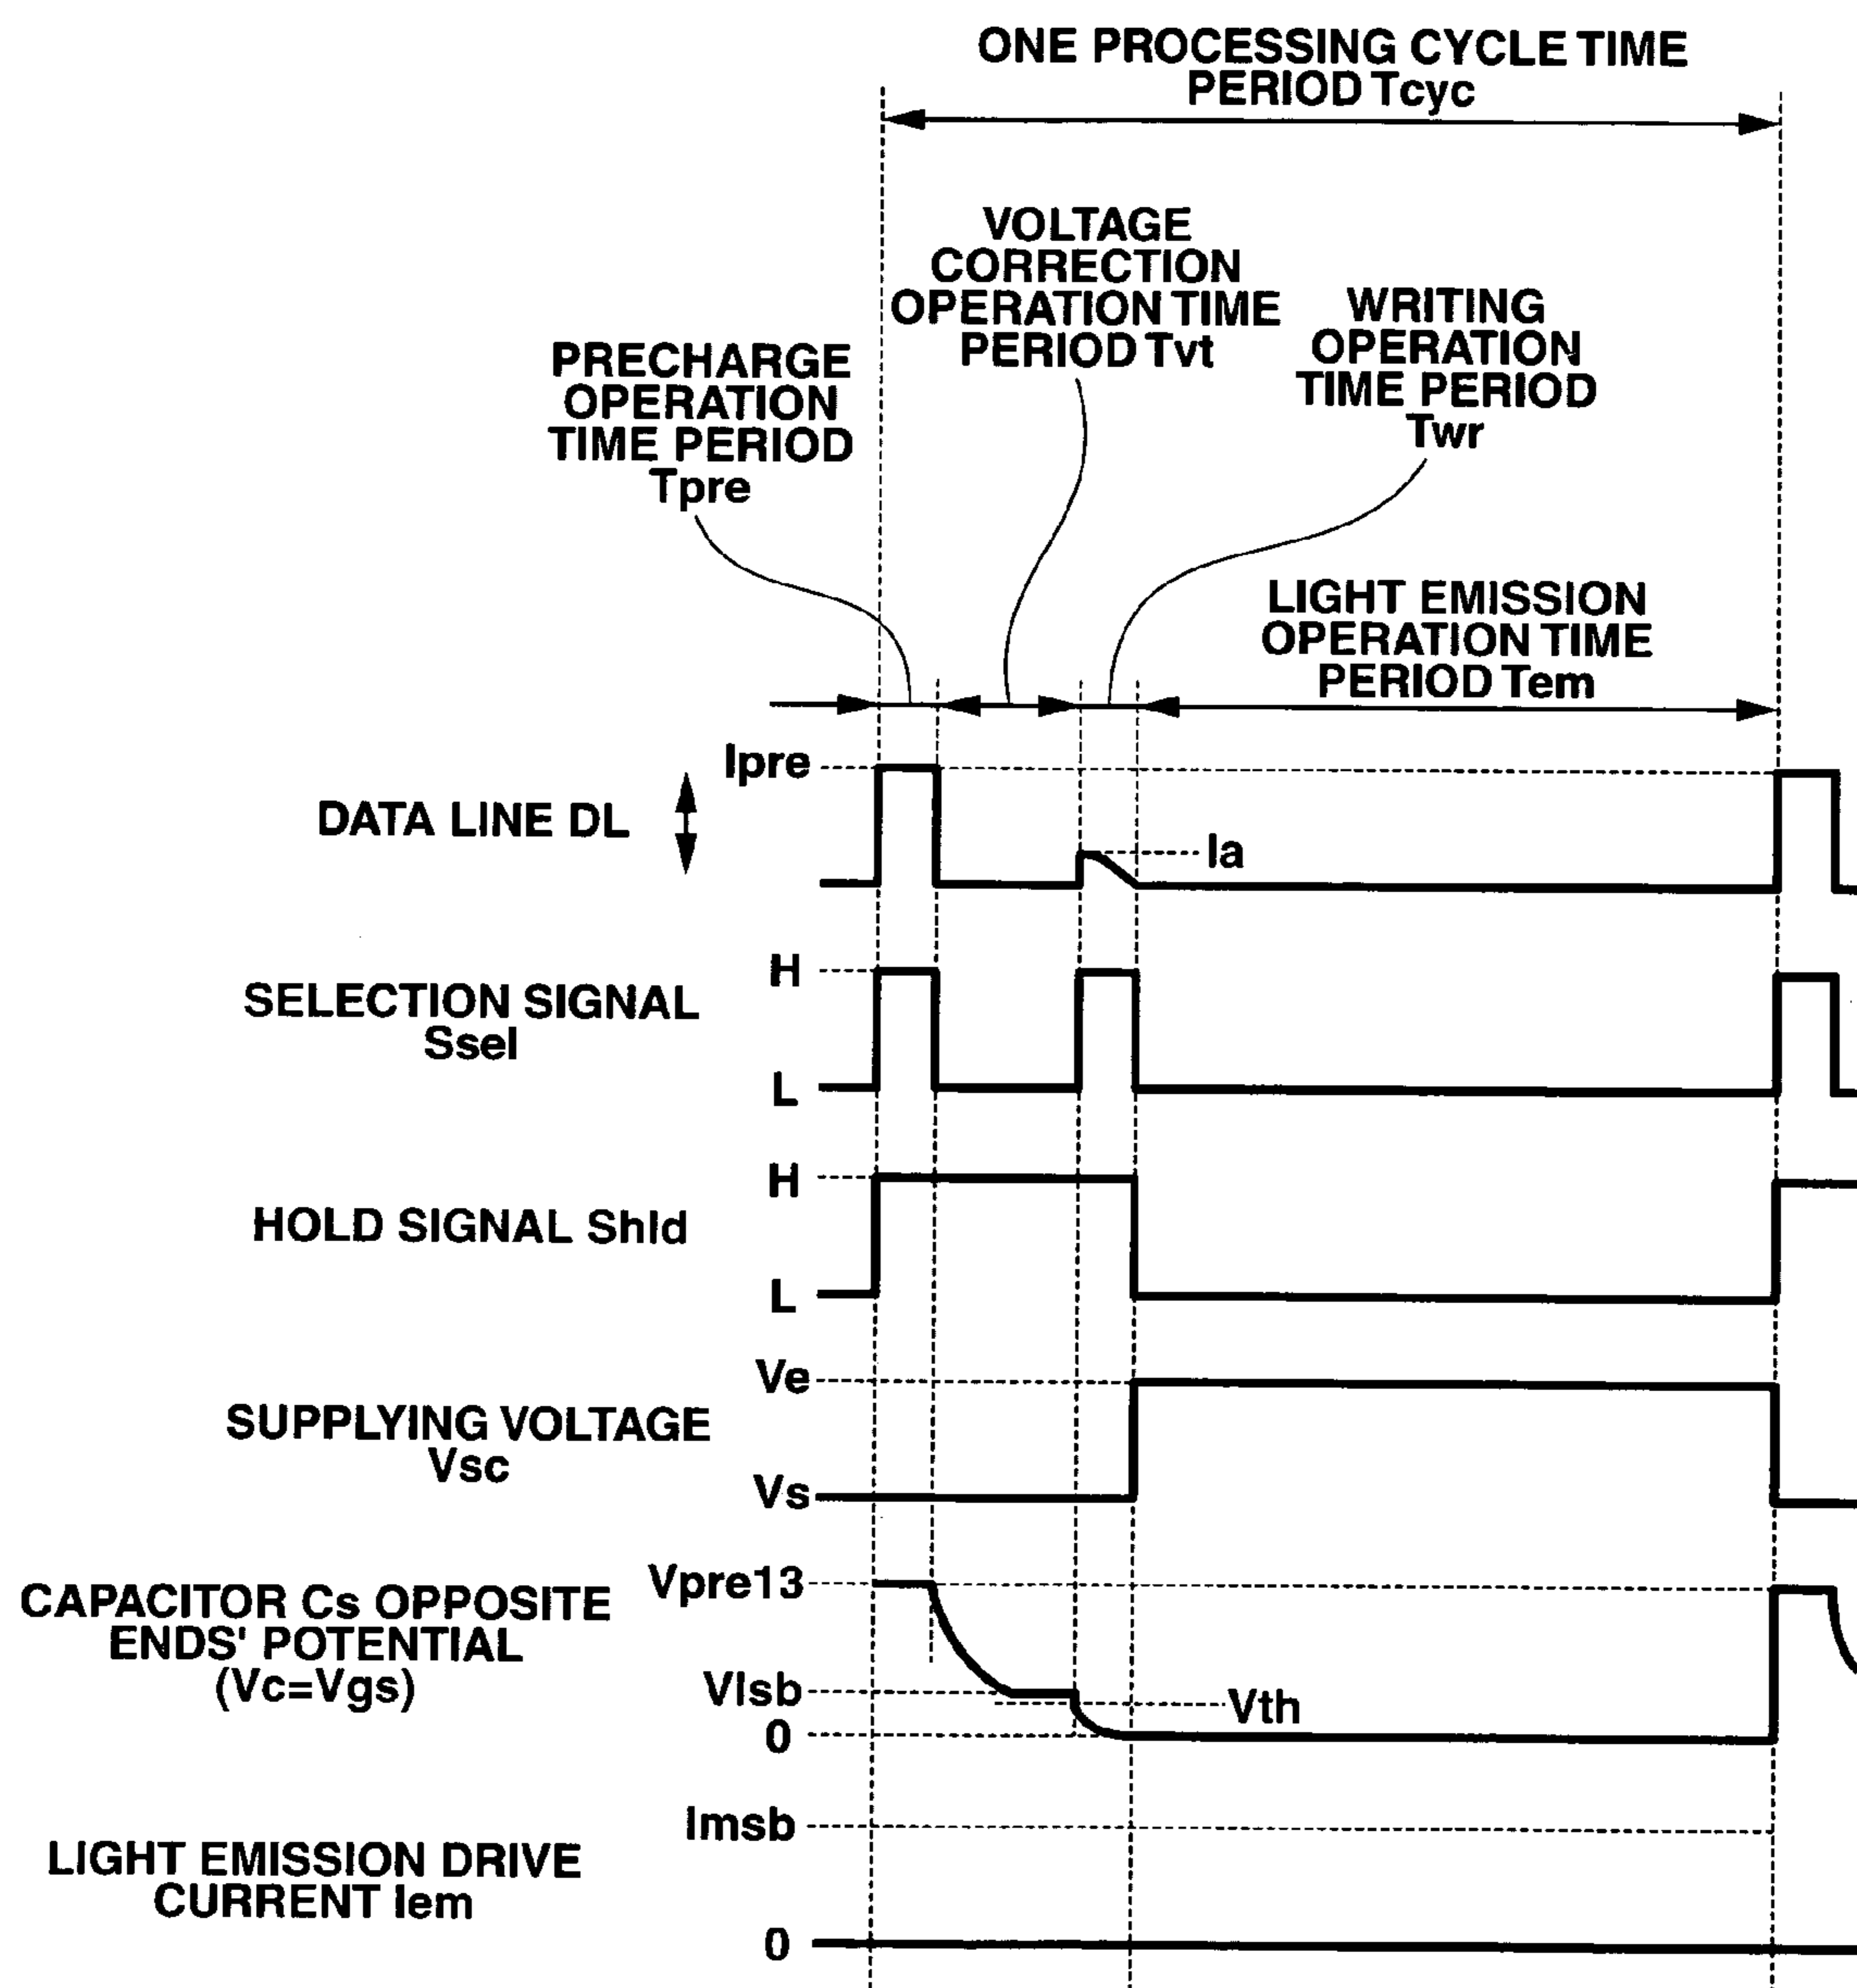 ONE PROCESSING CYCLE TIME
PERIOD Tcyc
VOLTAGE
CORRECTION
OPERATION TIME
PERIOD Tvt
WRITING
OPERATION
TIME PERIOD
Twr
PRECHARGE
OPERATION
TIME PERIOD
Tpre
LIGHT EMISSION
OPERATION TIME
PERIOD Tem
Ipre
DATA LINE DL
Ia
H
SELECTION SIGNAL
Ssel
L
H
HOLD SIGNAL Shld
L
Ve
SUPPLYING VOLTAGE
Vsc
Vs
Vpre13
CAPACITOR Cs OPPOSITE
ENDS' POTENTIAL
(Vc=Vgs)
Vlsb
Vth
0
Imsb
LIGHT EMISSION DRIVE
CURRENT Iem
0